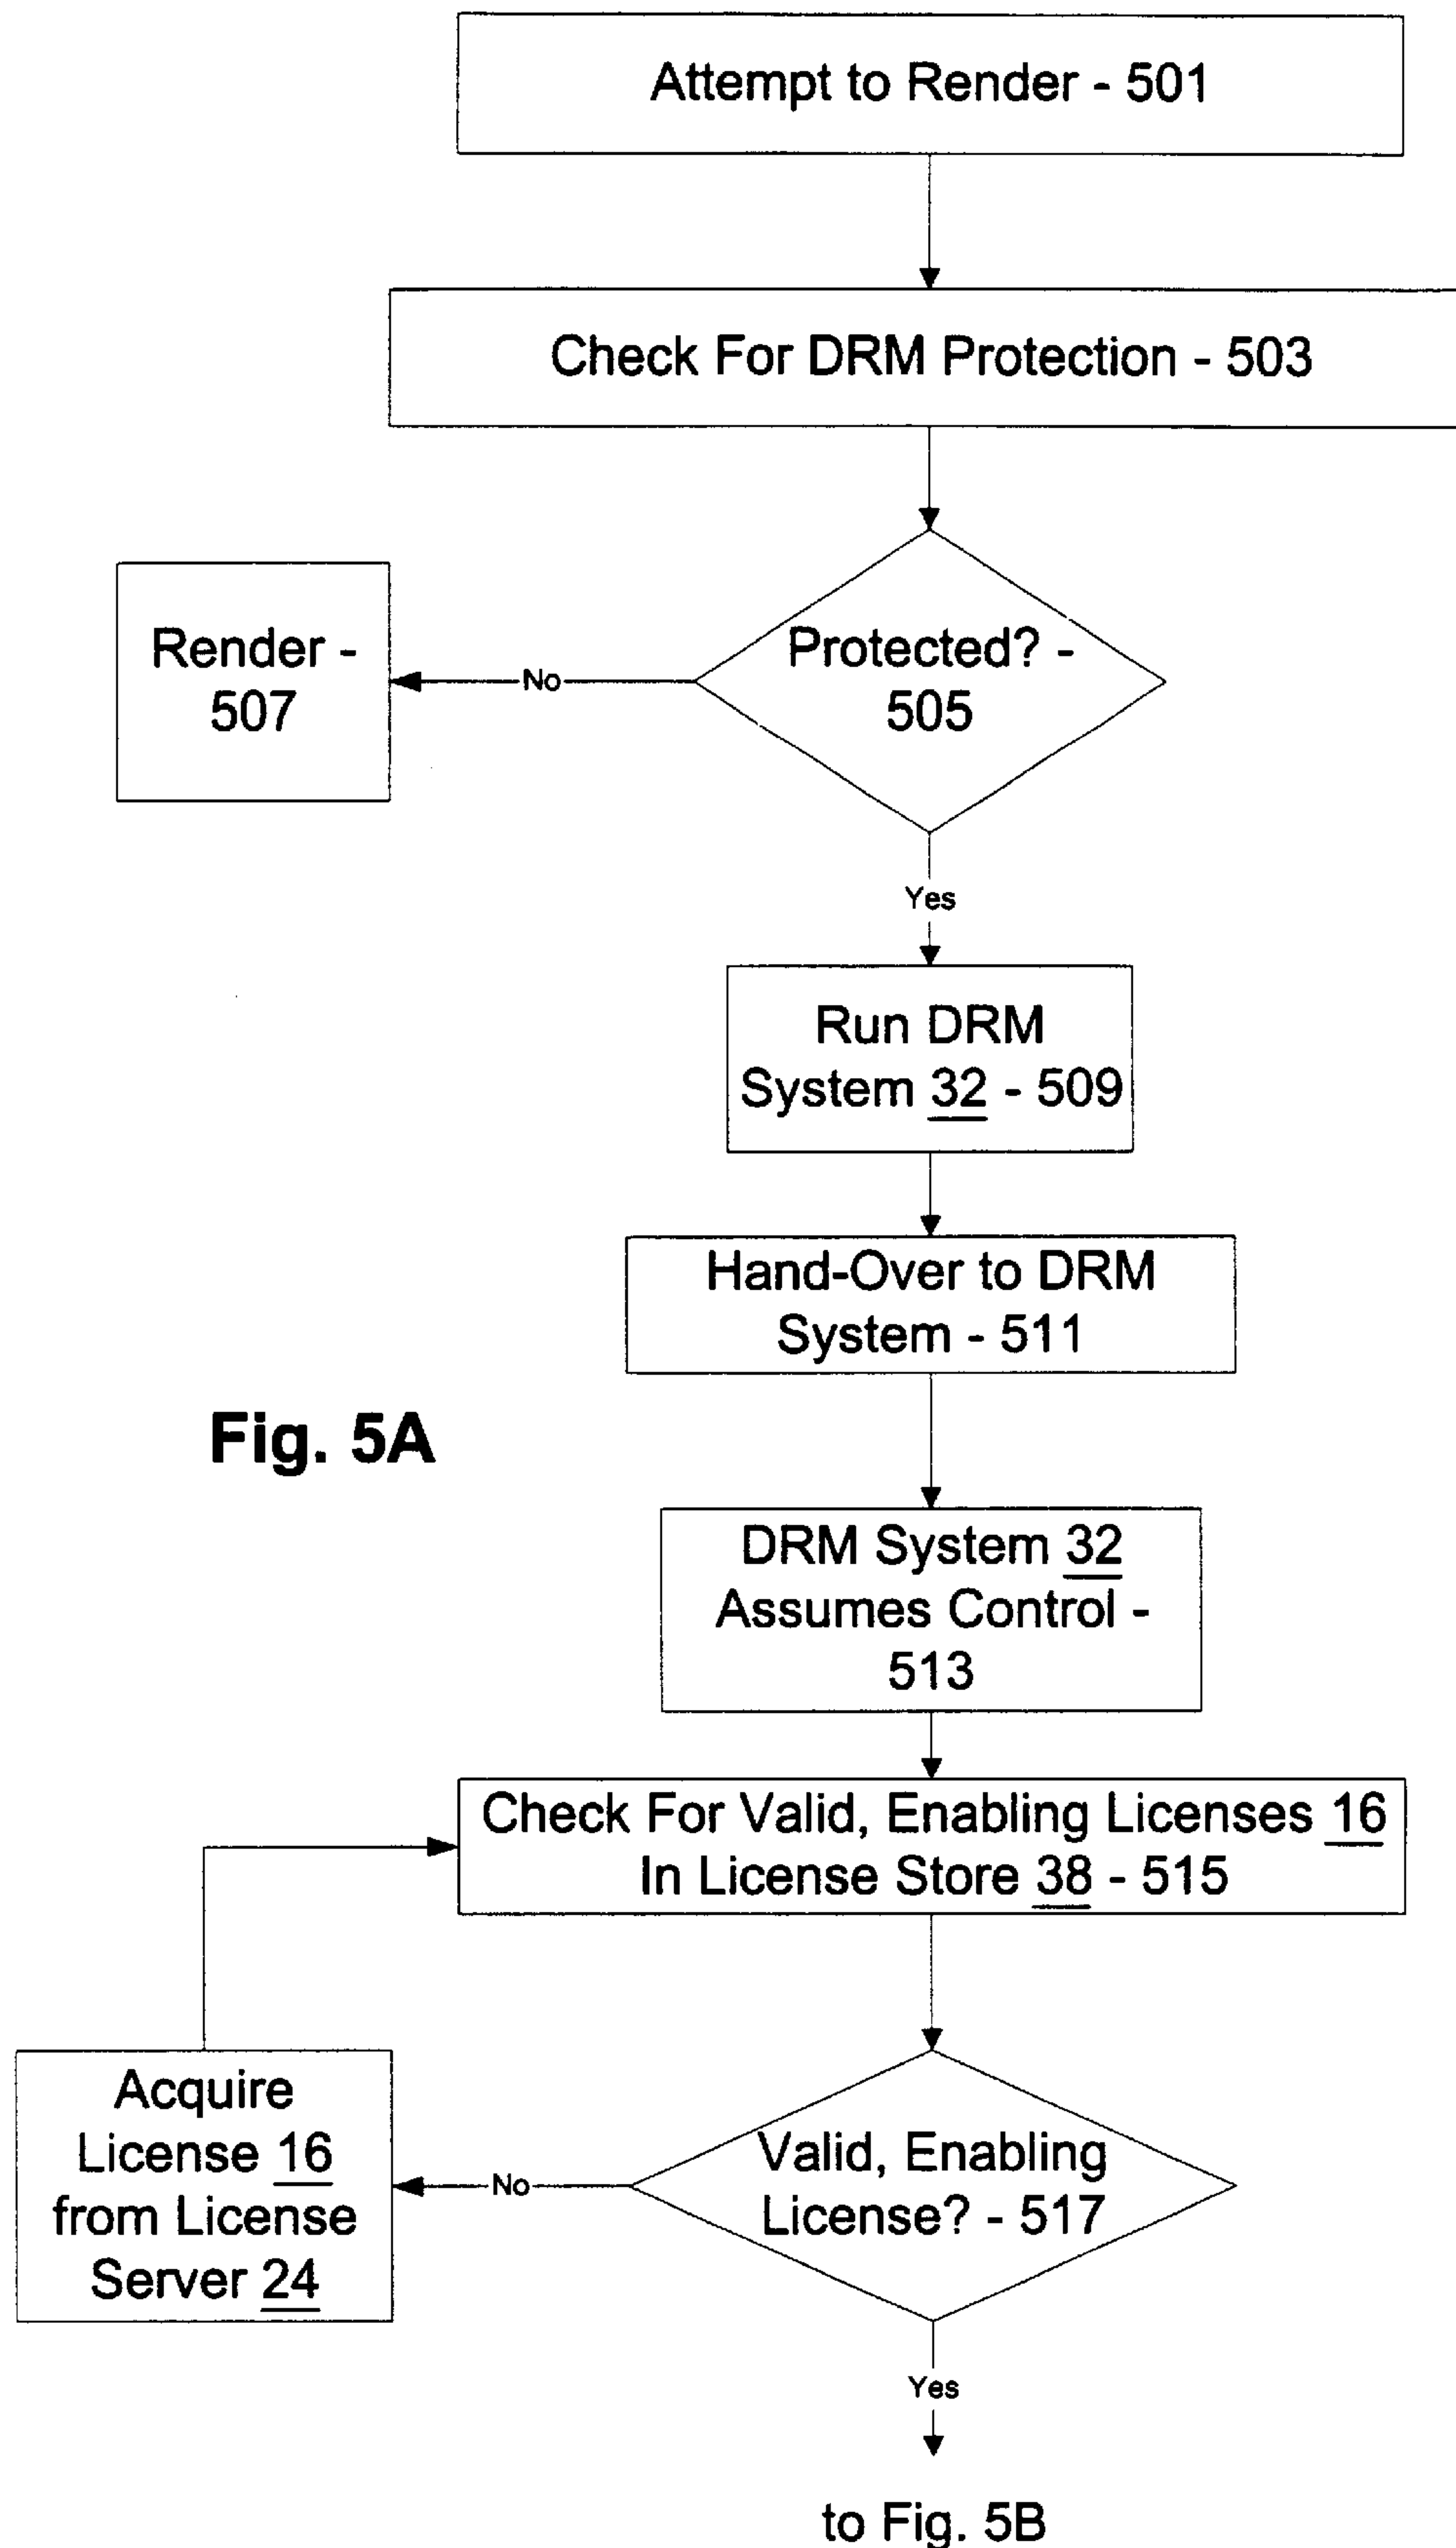 Attempt to Render - 501
Check For DRM Protection - 503
Protected? -
505
No
Render -
507
Yes
Run DRM
System 32 - 509
Hand-Over to DRM
System - 511
Fig. 5A
DRM System 32
Assumes Control -
513
Check For Valid, Enabling Licenses 16
In License Store 38 - 515
Valid, Enabling
License? - 517
No
Acquire
License 16
from License
Server 24
Yes
to Fig. 5B